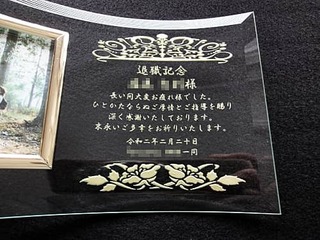 退職記念
様
長い間大変お疲れ様でした。
ひとかたならぬご厚情とご指導を賜り
深く感謝いたしております。
末永いご多幸をお祈りいたします。
令和二年二月二十日
一同